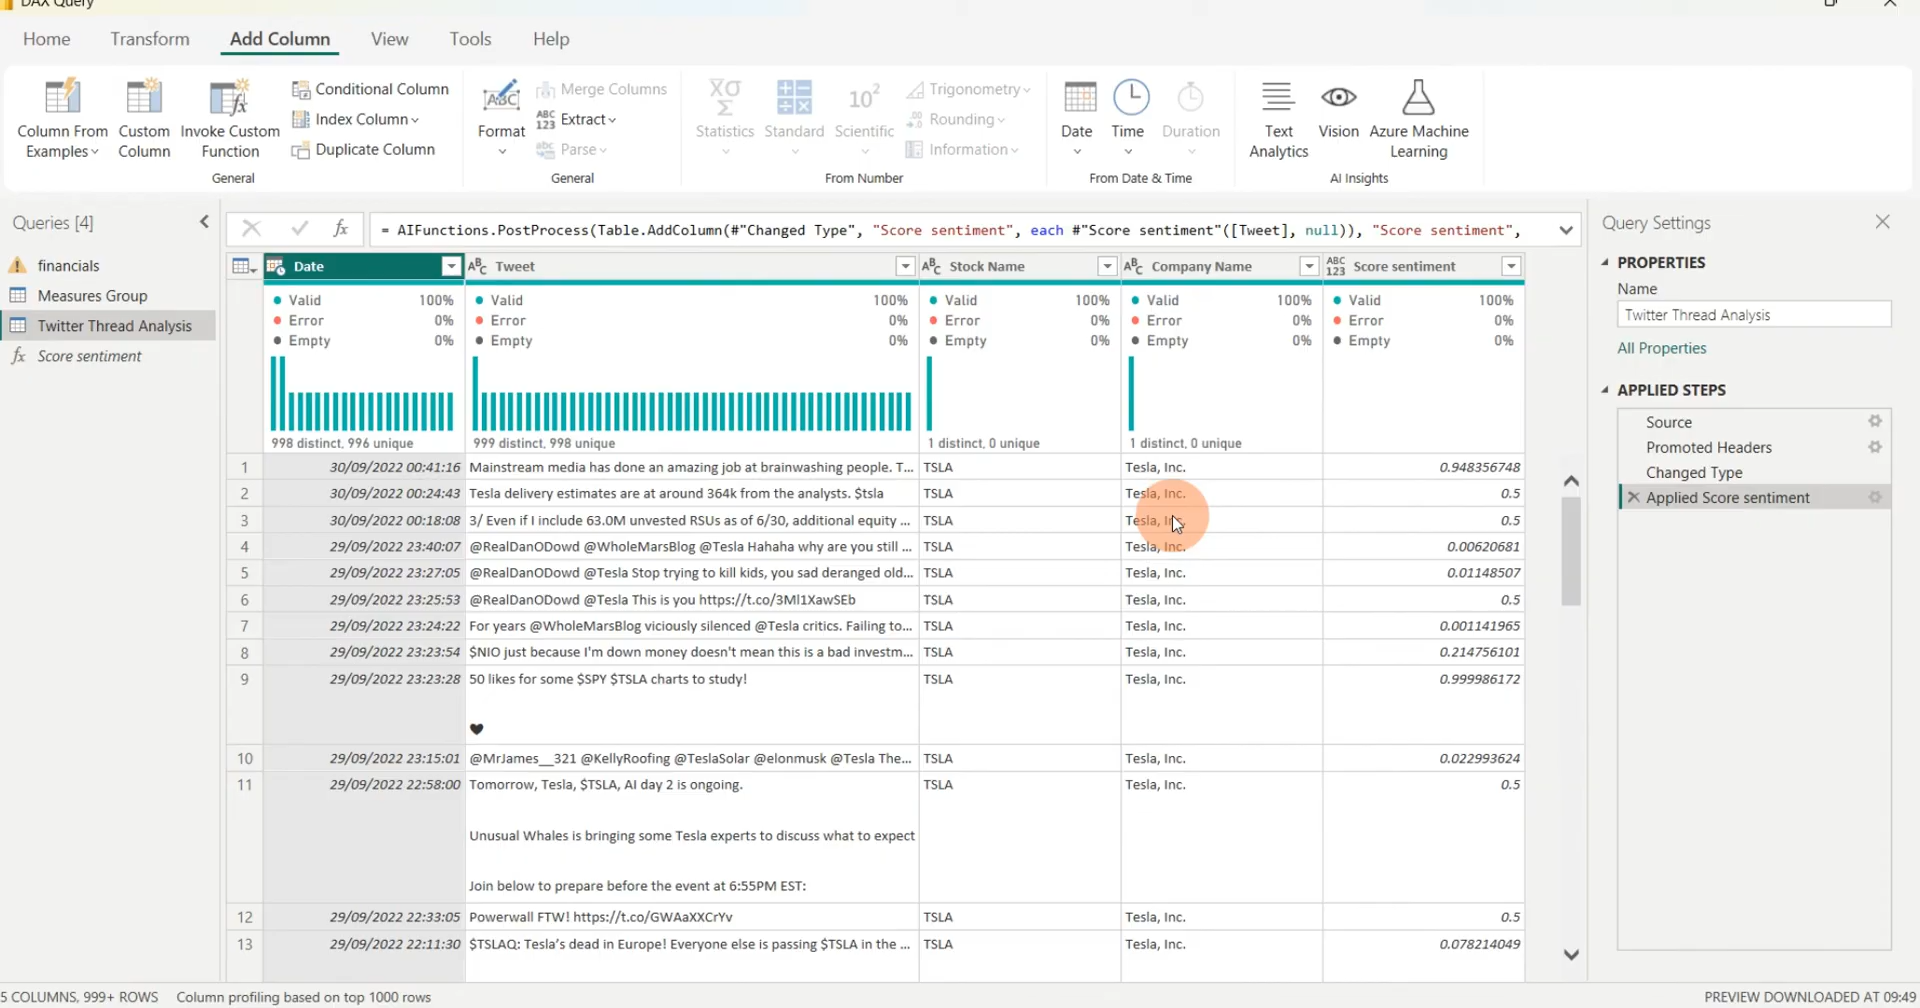 DAX Query
Home Transform Add Column View Tools Help
Column From Examples
Custom Column
Invoke Custom Function
Conditional Column
Index Column
Duplicate Column
General
Format
Merge Columns
Extract
Parse
General
Statistics
Standard
Scientific
Trigonometry
Rounding
Information
From Number
Date
Time
Duration
From Date & Time
Text Analytics
Vision
Azure Machine Learning
AI Insights
Queries [4]
financials
Measures Group
Twitter Thread Analysis
Score sentiment
= AIFunctions.PostProcess(Table.AddColumn(#"Changed Type", "Score sentiment", each #"Score sentiment"([Tweet], null)), "Score sentiment",
Date Tweet Stock Name Company Name Score sentiment
Valid 100% Valid 100% Valid 100% Valid 100% Valid 100%
Error 0% Error 0% Error 0% Error 0% Error 0%
Empty 0% Empty 0% Empty 0% Empty 0% Empty 0%
998 distinct, 996 unique 999 distinct, 998 unique 1 distinct, 0 unique 1 distinct, 0 unique
1 30/09/2022 00:41:16 Mainstream media has done an amazing job at brainwashing people. T... TSLA Tesla, Inc. 0.948356748
2 30/09/2022 00:24:43 Tesla delivery estimates are at around 364k from the analysts. $tsla TSLA Tesla, Inc. 0.5
3 30/09/2022 00:18:08 3/ Even if I include 63.0M unvested RSUs as of 6/30, additional equity ... TSLA Tesla, Inc. 0.5
4 29/09/2022 23:40:07 @RealDanODowd @WholeMarsBlog @Tesla Hahaha why are you still ... TSLA Tesla, Inc. 0.00620681
5 29/09/2022 23:27:05 @RealDanODowd @Tesla Stop trying to kill kids, you sad deranged old... TSLA Tesla, Inc. 0.01148507
6 29/09/2022 23:25:53 @RealDanODowd @Tesla This is you https://t.co/3Ml1XawSEb TSLA Tesla, Inc. 0.5
7 29/09/2022 23:24:22 For years @WholeMarsBlog viciously silenced @Tesla critics. Failing to... TSLA Tesla, Inc. 0.001141965
8 29/09/2022 23:23:54 $NIO just because I'm down money doesn't mean this is a bad investm... TSLA Tesla, Inc. 0.214756101
9 29/09/2022 23:23:28 50 likes for some $SPY $TSLA charts to study! TSLA Tesla, Inc. 0.999986172
10 29/09/2022 23:15:01 @MrJames__321 @KellyRoofing @TeslaSolar @elonmusk @Tesla The... TSLA Tesla, Inc. 0.022993624
11 29/09/2022 22:58:00 Tomorrow, Tesla, $TSLA, AI day 2 is ongoing. TSLA Tesla, Inc. 0.5
Unusual Whales is bringing some Tesla experts to discuss what to expect
Join below to prepare before the event at 6:55PM EST:
12 29/09/2022 22:33:05 Powerwall FTW! https://t.co/GWAaXXCrYv TSLA Tesla, Inc. 0.5
13 29/09/2022 22:11:30 $TSLAQ: Tesla's dead in Europe! Everyone else is passing $TSLA in the ... TSLA Tesla, Inc. 0.078214049
Query Settings
PROPERTIES
Name
Twitter Thread Analysis
All Properties
APPLIED STEPS
Source
Promoted Headers
Changed Type
Applied Score sentiment
5 COLUMNS, 999+ ROWS Column profiling based on top 1000 rows
PREVIEW DOWNLOADED AT 09:49